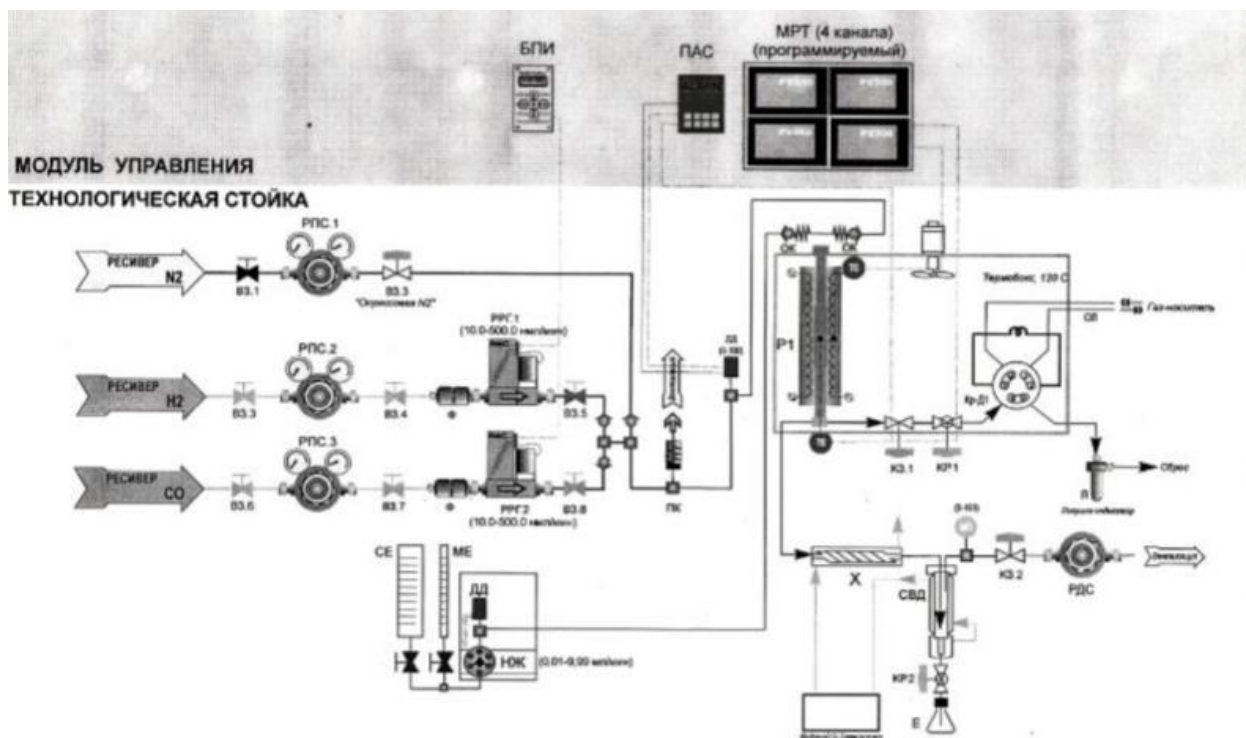 МРТ (4 канала)
(программируемый)
БПИ
ПАС
МОДУЛЬ УПРАВЛЕНИЯ
ТЕХНОЛОГИЧЕСКАЯ СТОЙКА
РПС.1
РЕСИВЕР
N2
ВЗ.1
ВЗ.3
"Опрессовка N2"
ОК
ОК
Термобокс, 120 С
Газ-носитель
РРГ.1
(10.0-500.0 нмл/мин)
РПС.2
РЕСИВЕР
H2
ВЗ.3
ВЗ.4
Ф
ВЗ.5
ДД
Р1
Кр-Д1
КЗ.1
КР1
РПС.3
РЕСИВЕР
CO
ВЗ.6
ВЗ.7
Ф
РРГ2
(10.0-500.0 нмл/мин)
ВЗ.8
ПК
Сброс
П
СЕ
МЕ
ДД
НЖ
(0,01-9,99 мл/мин)
Х
СВД
КЗ.2
РДС
КР2
Е